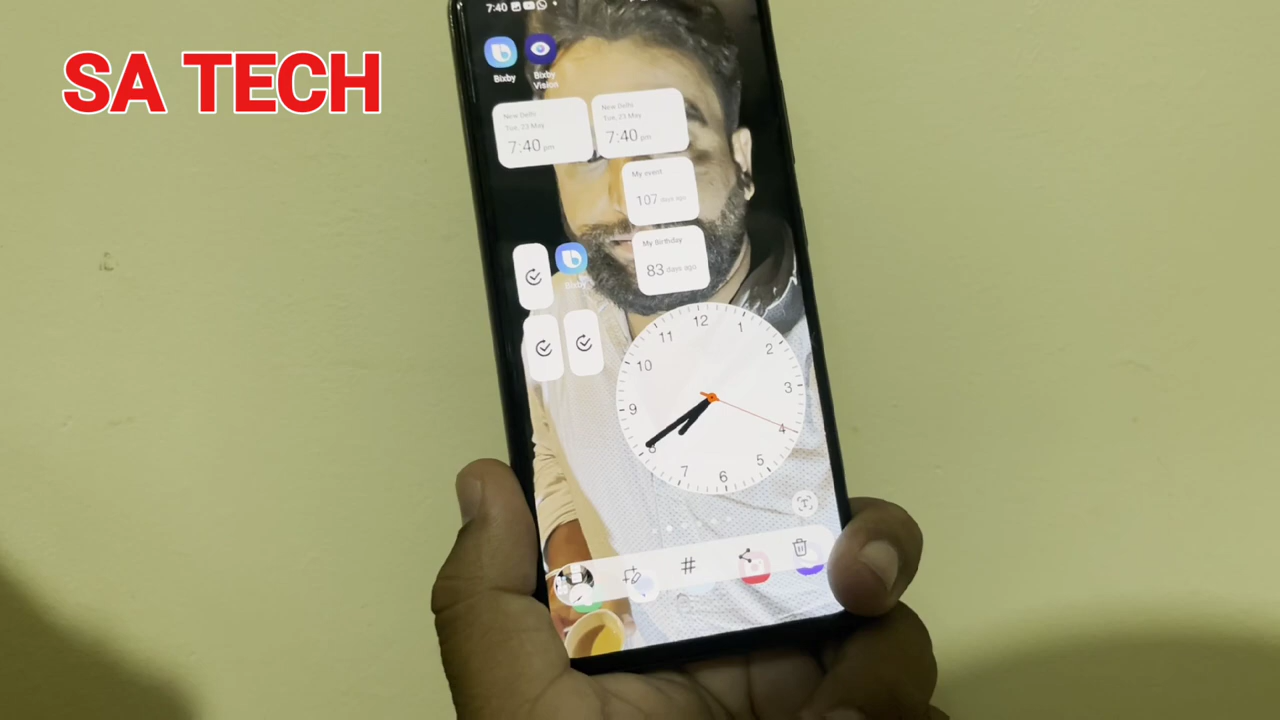 SA TECH
7:40
Bixby
Bixby
Vision
New Delhi
Tue, 23 May
7:40 pm
New Delhi
Tue, 23 May
7:40 pm
My event
107 days ago
My Birthday
83 days ago
Bixby
12
1
2
3
4
5
6
7
8
9
10
11
T
#